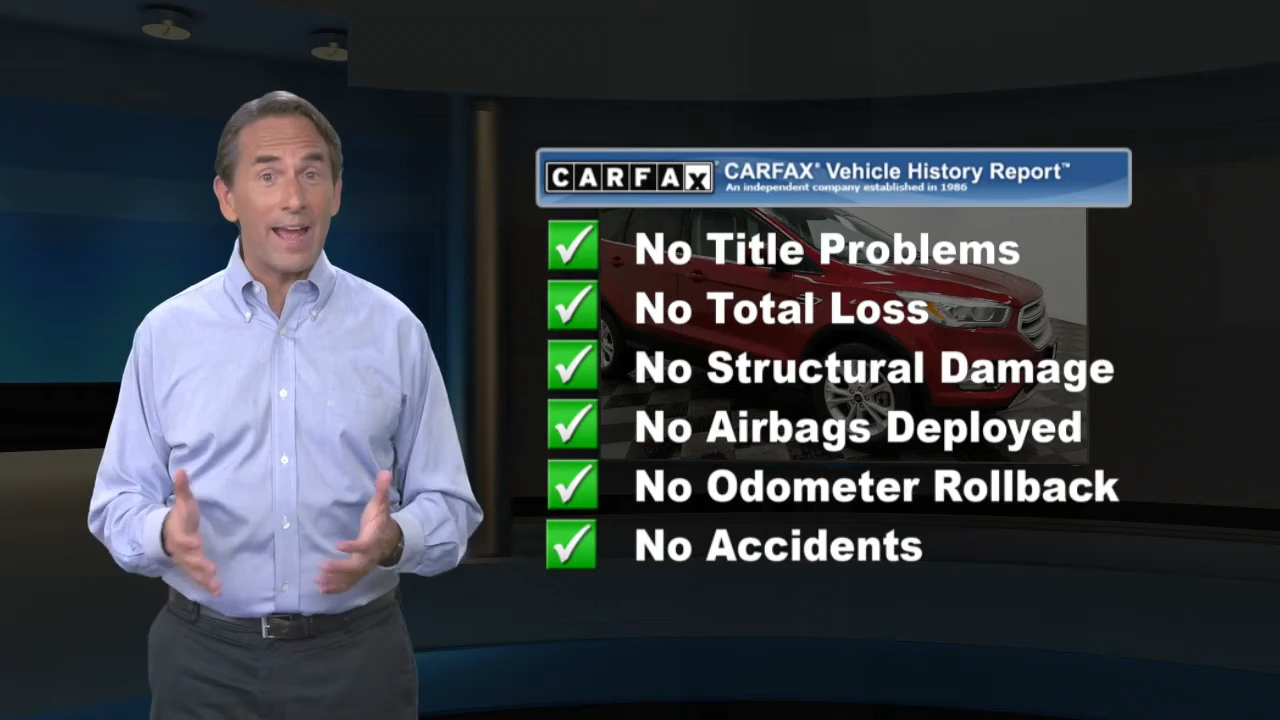 CARFAX
CARFAX® Vehicle History Report™
An independent company established in 1986
No Title Problems
No Total Loss
No Structural Damage
No Airbags Deployed
No Odometer Rollback
No Accidents